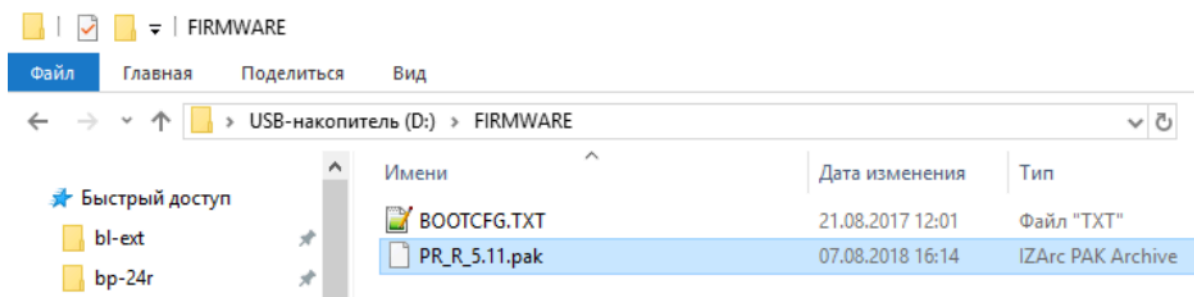 FIRMWARE
Файл Главная Поделиться Вид
USB-накопитель (D:) > FIRMWARE
Имени Дата изменения Тип
Быстрый доступ
BOOTCFG.TXT 21.08.2017 12:01 Файл "TXT"
bl-ext
PR_R_5.11.pak 07.08.2018 16:14 IZArc PAK Archive
bp-24r